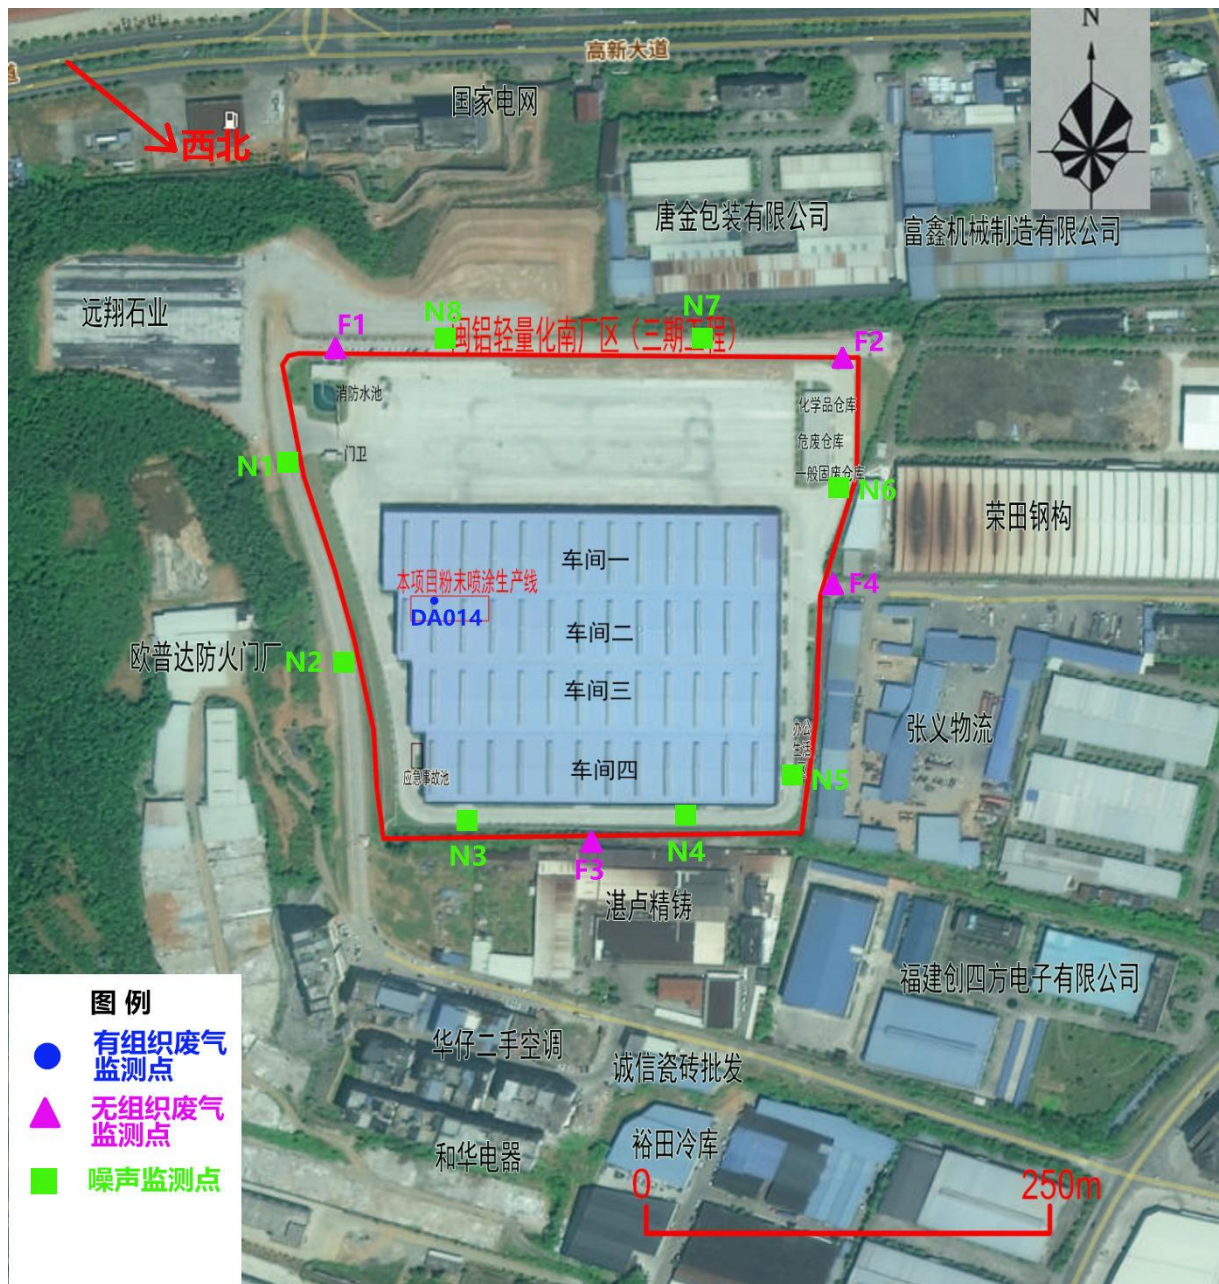 N
高新大道
道
国家电网
西北
唐金包装有限公司
富鑫机械制造有限公司
远翔石业
N8
N7
F1
闽铝轻量化南厂区（三期工程）
F2
消防水池
化学品仓库
危废仓库
门卫
N1
一般固废仓库
N6
荣田钢构
车间一
本项目粉末喷涂生产线
F4
DA014
车间二
欧普达防火门厂
N2
车间三
张义物流
办公
生活
区
车间四
应急事故池
N5
N3
N4
F3
湛卢精铸
福建创四方电子有限公司
图 例
有组织废气
监测点
无组织废气
监测点
噪声监测点
华仔二手空调
诚信瓷砖批发
裕田冷库
和华电器
0
250m